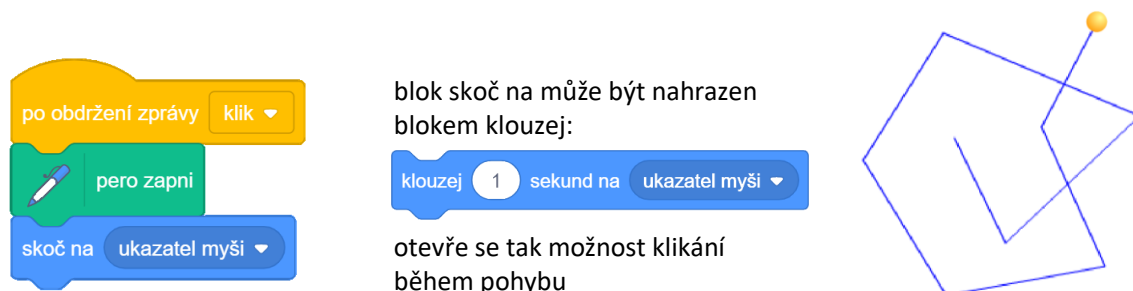 po obdržení zprávy klik
pero zapni
skoč na ukazatel myši
blok skoč na může být nahrazen
blokem klouzej:
klouzej 1 sekund na ukazatel myši
otevře se tak možnost klikání
během pohybu